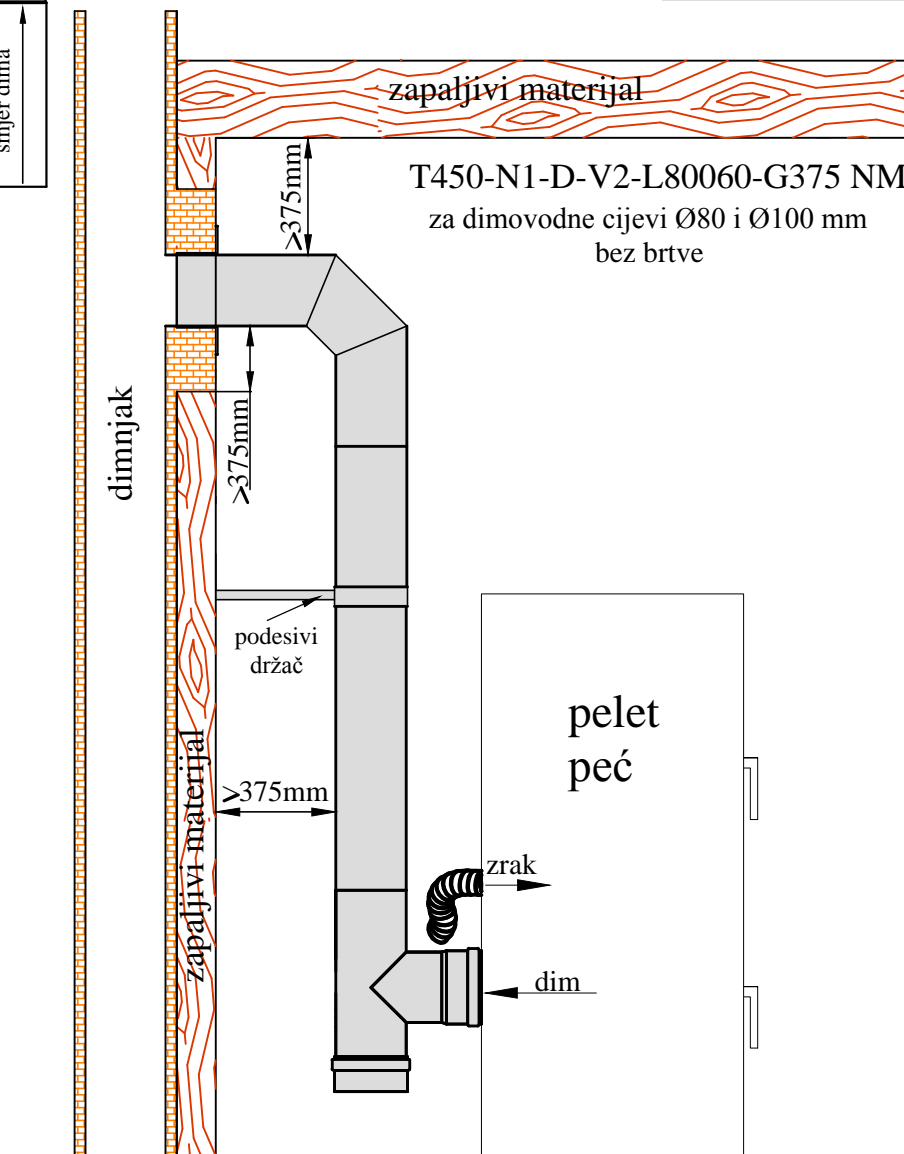 smjer dima
zapaljivi materijal
T450-N1-D-V2-L80060-G375 NM
za dimovodne cijevi Ø80 i Ø100 mm
bez brtve
>375mm
dimnjak
>375mm
podesivi
držač
pelet
peć
zapaljivi materijal
>375mm
zrak
dim